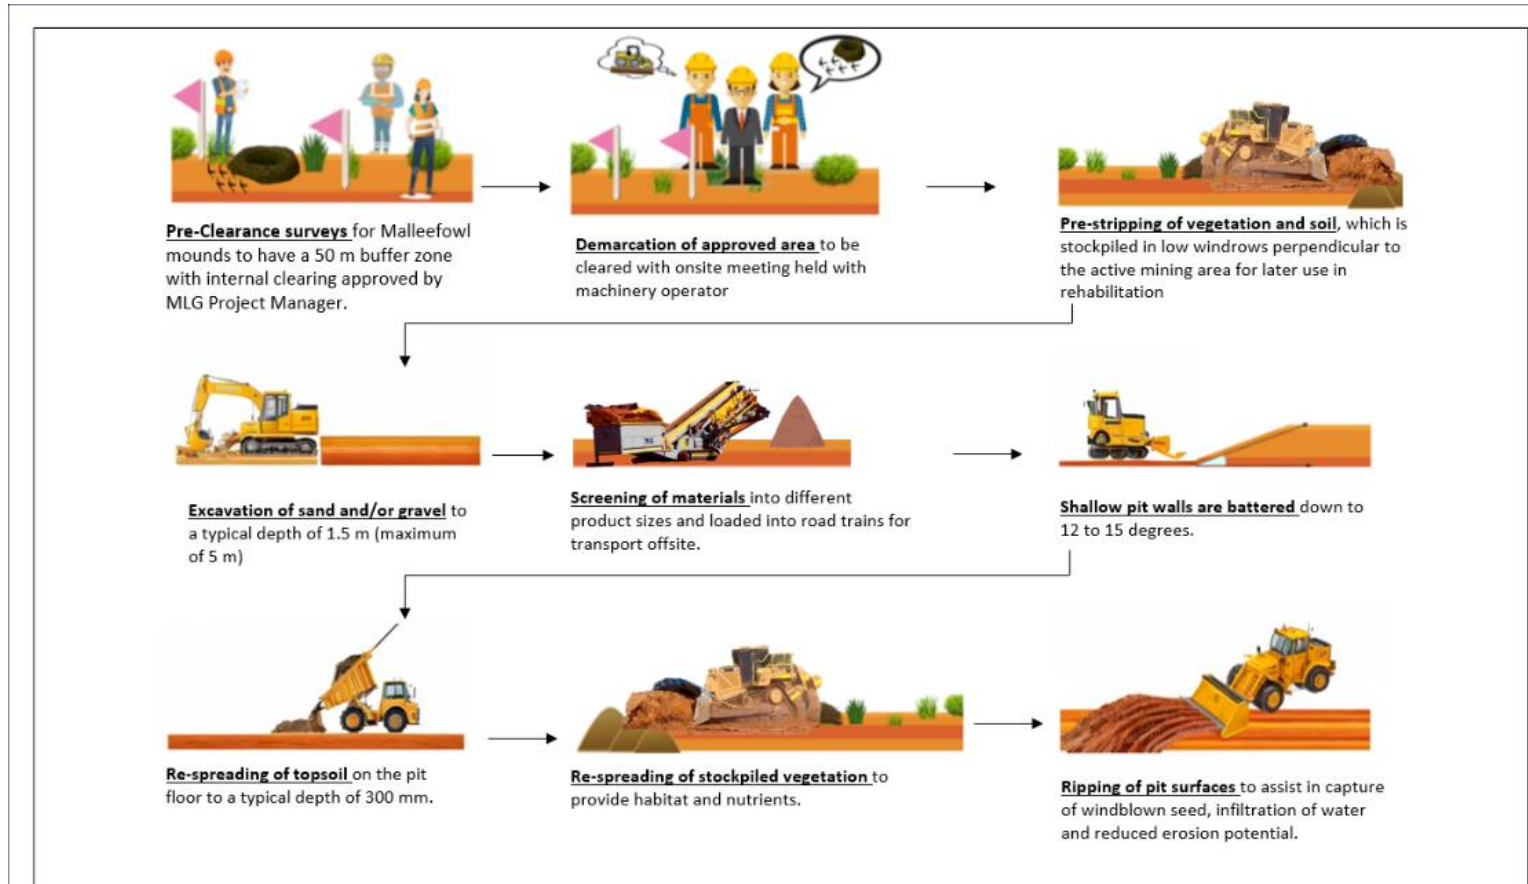 Pre-Clearance surveys for Malleefowl
mounds to have a 50 m buffer zone
with internal clearing approved by
MLG Project Manager.
Demarcation of approved area to be
cleared with onsite meeting held with
machinery operator
Pre-stripping of vegetation and soil, which is
stockpiled in low windrows perpendicular to
the active mining area for later use in
rehabilitation
Excavation of sand and/or gravel to
a typical depth of 1.5 m (maximum
of 5 m)
Screening of materials into different
product sizes and loaded into road trains for
transport offsite.
Shallow pit walls are battered down to
12 to 15 degrees.
Re-spreading of topsoil on the pit
floor to a typical depth of 300 mm.
Re-spreading of stockpiled vegetation to
provide habitat and nutrients.
Ripping of pit surfaces to assist in capture
of windblown seed, infiltration of water
and reduced erosion potential.